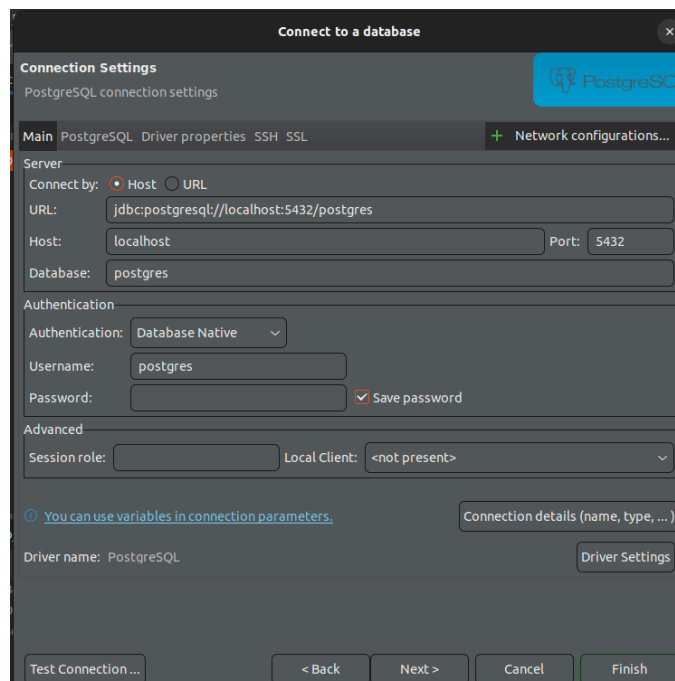 Connect to a database
Connection Settings
PostgreSQL connection settings
Main PostgreSQL Driver properties SSH SSL
+ Network configurations...
Server
Connect by: Host URL
URL: jdbc:postgresql://localhost:5432/postgres
Host: localhost Port: 5432
Database: postgres
Authentication
Authentication: Database Native
Username: postgres
Password:
Save password
Advanced
Session role: Local Client: <not present>
You can use variables in connection parameters.
Connection details (name, type, ... )
Driver name: PostgreSQL
Driver Settings
Test Connection ... < Back Next > Cancel Finish